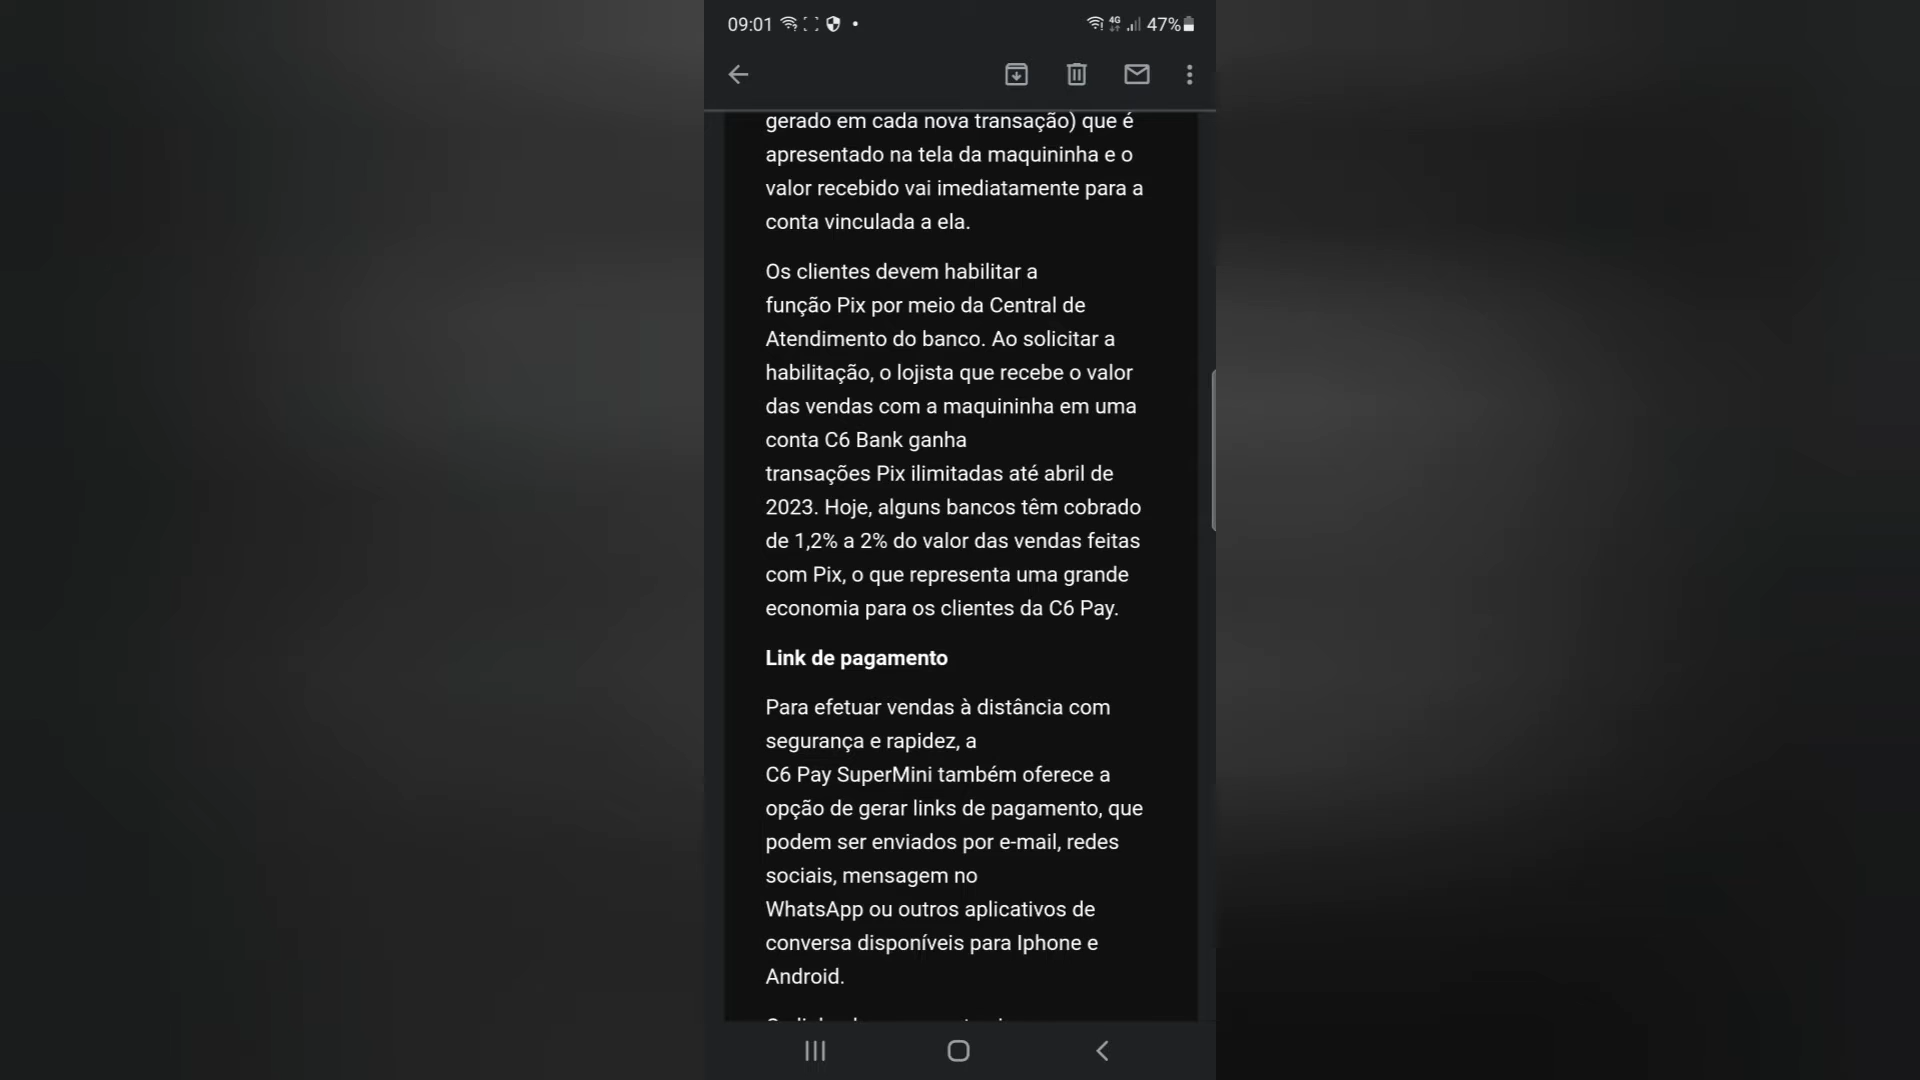 09:01
4G
47%
gerado em cada nova transação) que é
apresentado na tela da maquininha e o
valor recebido vai imediatamente para a
conta vinculada a ela.
Os clientes devem habilitar a
função Pix por meio da Central de
Atendimento do banco. Ao solicitar a
habilitação, o lojista que recebe o valor
das vendas com a maquininha em uma
conta C6 Bank ganha
transações Pix ilimitadas até abril de
2023. Hoje, alguns bancos têm cobrado
de 1,2% a 2% do valor das vendas feitas
com Pix, o que representa uma grande
economia para os clientes da C6 Pay.
Link de pagamento
Para efetuar vendas à distância com
segurança e rapidez, a
C6 Pay SuperMini também oferece a
opção de gerar links de pagamento, que
podem ser enviados por e-mail, redes
sociais, mensagem no
WhatsApp ou outros aplicativos de
conversa disponíveis para Iphone e
Android.